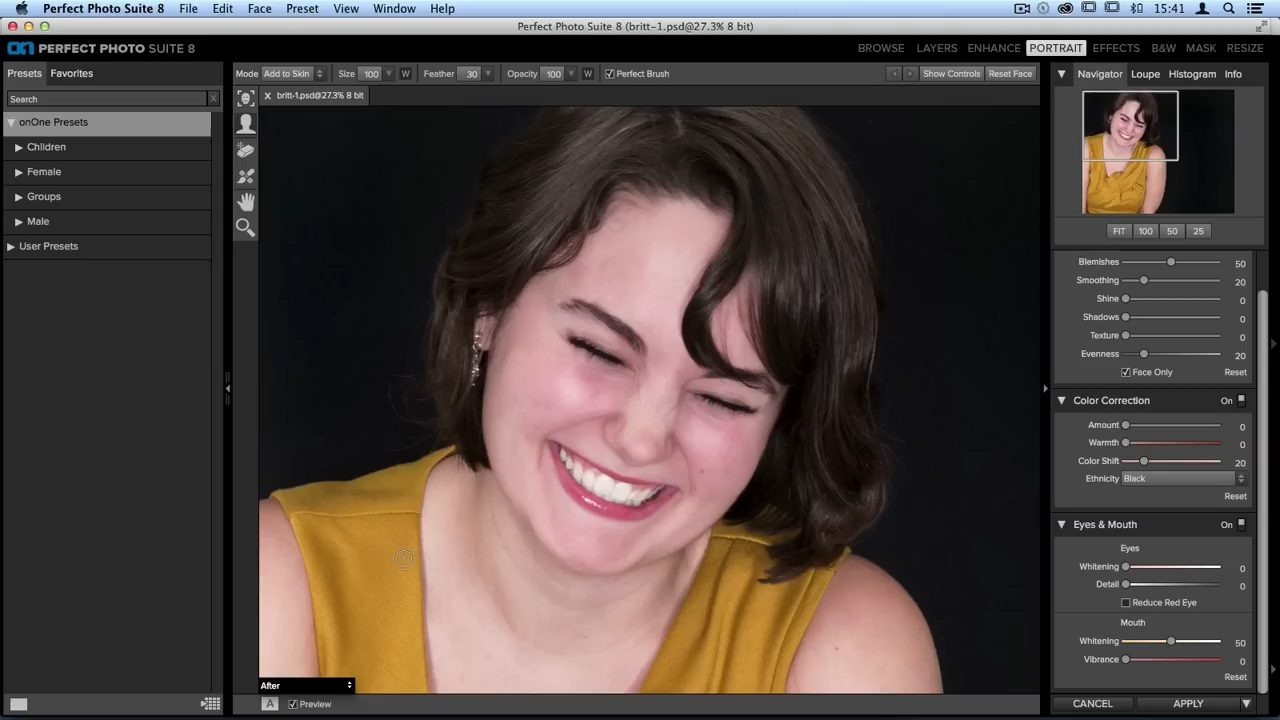 Perfect Photo Suite 8 File Edit Face Preset View Window Help 15:41
Perfect Photo Suite 8 (britt-1.psd@27.3% 8 bit)
on PERFECT PHOTO SUITE 8 BROWSE LAYERS ENHANCE PORTRAIT EFFECTS B&W MASK RESIZE
Presets Favorites Mode Add to Skin Size 100 W Feather 30 Opacity 100 W Perfect Brush Show Controls Reset Face Navigator Loupe Histogram Info
Search X
X britt-1.psd@27.3% 8 bit
onOne Presets
Children
Female
Groups
Male
User Presets
FIT 100 50 25
Blemishes 50
Smoothing 20
Shine 0
Shadows 0
Texture 0
Evenness 20
Face Only Reset
Color Correction On
Amount 0
Warmth 0
Color Shift 20
Ethnicity Black
Reset
Eyes & Mouth On
Eyes
Whitening 0
Detail 0
Reduce Red Eye
Mouth
Whitening 50
Vibrance 0
Reset
After
A Preview CANCEL APPLY